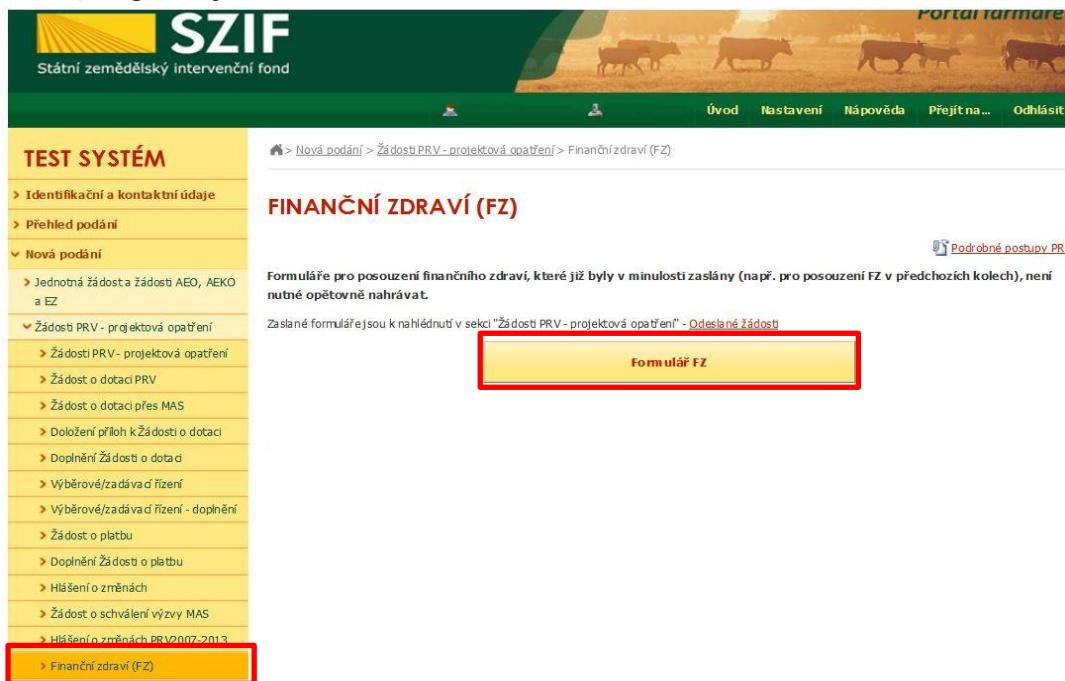 SZIF
Státní zemědělský intervenční fond
Portál farmáře
Úvod Nastavení Nápověda Přejít na... Odhlásit
TEST SYSTÉM
Identifikační a kontaktní údaje
Přehled podání
Nová podání
Jednotná žádost a žádosti AEO, AEKO
a EZ
Žádosti PRV - projektová opatření
Žádosti PRV - projektová opatření
Žádost o dotaci PRV
Žádost o dotaci přes MAS
Doložení příloh k Žádosti o dotaci
Doplnění Žádosti o dotaci
Výběrové/zadávací řízení
Výběrové/zadávací řízení - doplnění
Žádost o platbu
Doplnění Žádosti o platbu
Hlášení o změnách
Žádost o schválení výzvy MAS
Hlášení o změnách PRV2007-2013
Finanční zdraví (FZ)
> Nová podání > Žádosti PRV - projektová opatření > Finanční zdraví (FZ)
FINANČNÍ ZDRAVÍ (FZ)
Podrobné postupy PR
Formuláře pro posouzení finančního zdraví, které již byly v minulosti zaslány (např. pro posouzení FZ v předchozích kolech), není
nutné opětovně nahrávat.
Zaslané formuláře jsou k nahlédnutí v sekci "Žádosti PRV - projektová opatření" - Odeslané žádosti
Formulář FZ